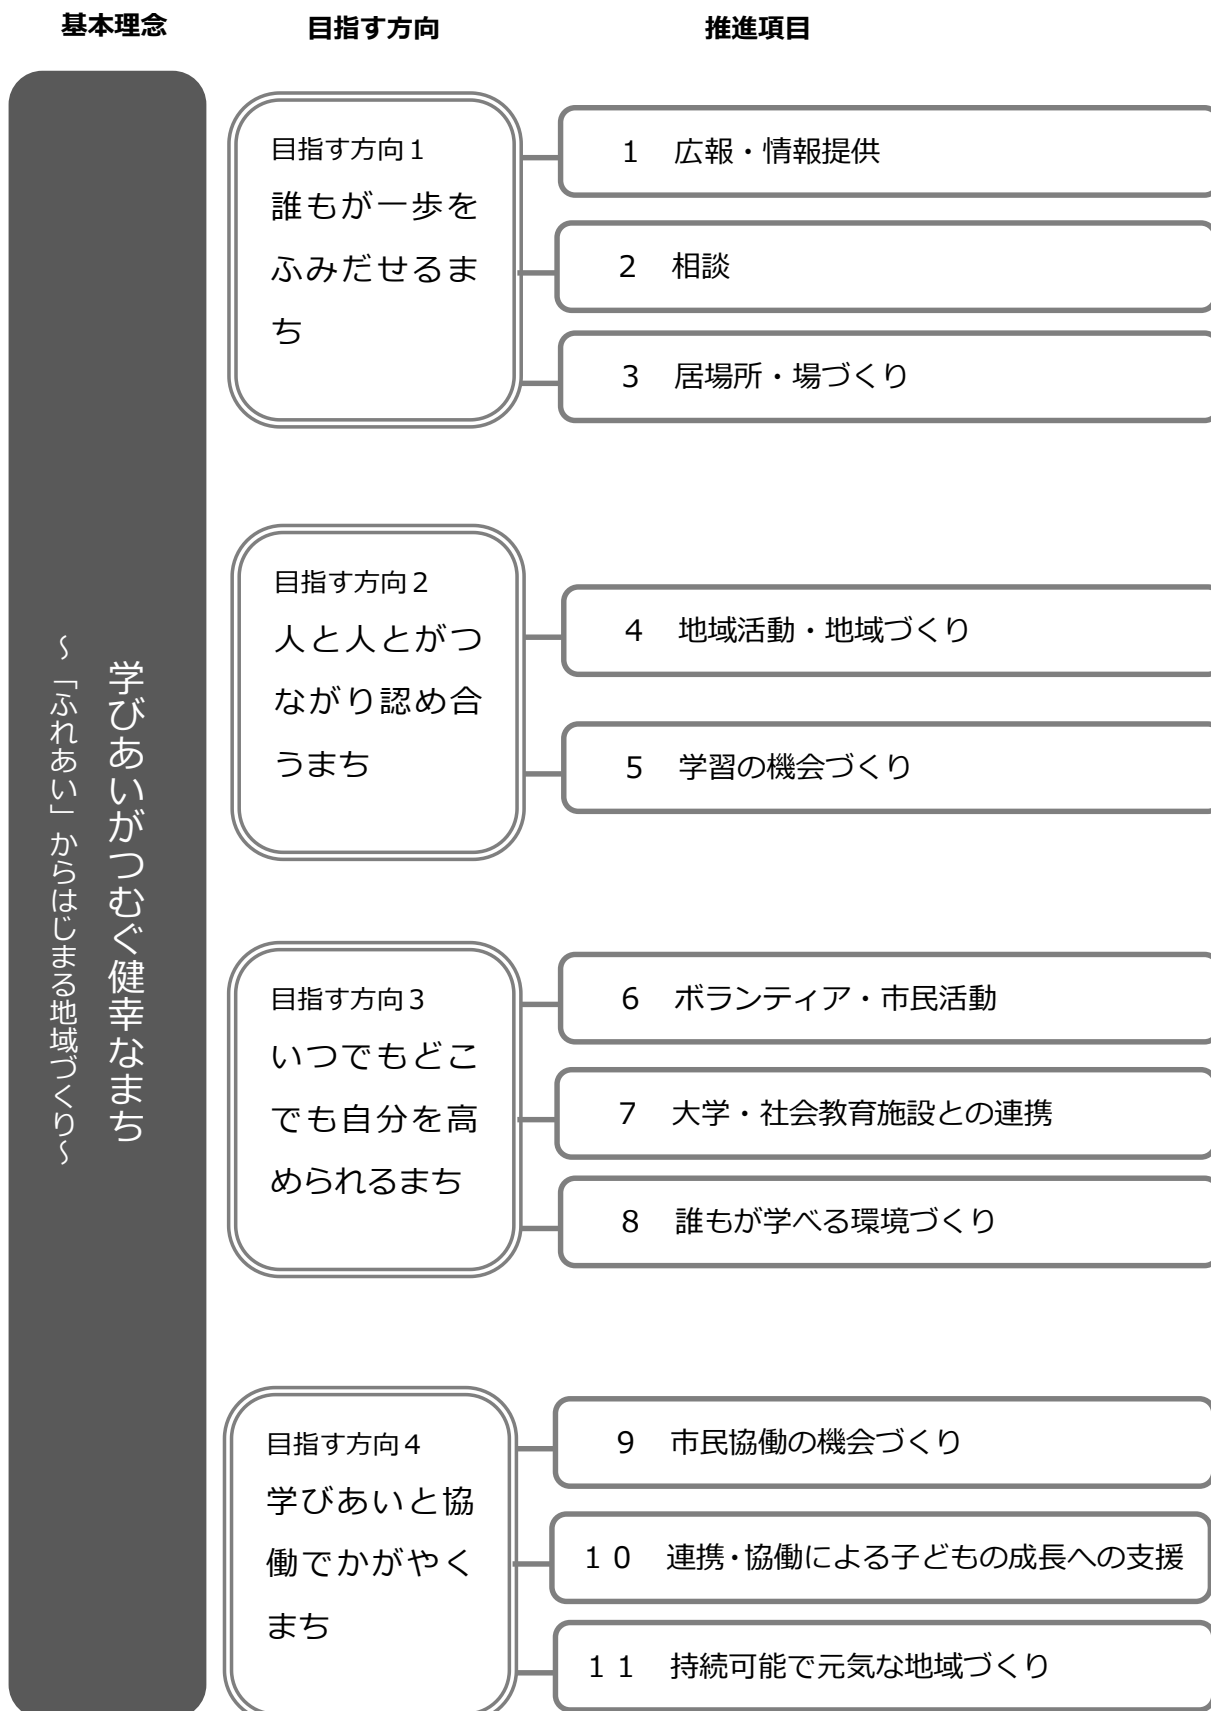 基本理念
目指す方向
推進項目
学びあいがつむぐ健幸なまち
～「ふれあい」からはじまる地域づくり～
目指す方向１
誰もが一歩を
ふみだせるま
ち
１　広報・情報提供
２　相談
３　居場所・場づくり
目指す方向２
人と人とがつ
ながり認め合
うまち
４　地域活動・地域づくり
５　学習の機会づくり
目指す方向３
いつでもどこ
でも自分を高
められるまち
６　ボランティア・市民活動
７　大学・社会教育施設との連携
８　誰もが学べる環境づくり
目指す方向４
学びあいと協
働でかがやく
まち
９　市民協働の機会づくり
１０　連携・協働による子どもの成長への支援
１１　持続可能で元気な地域づくり